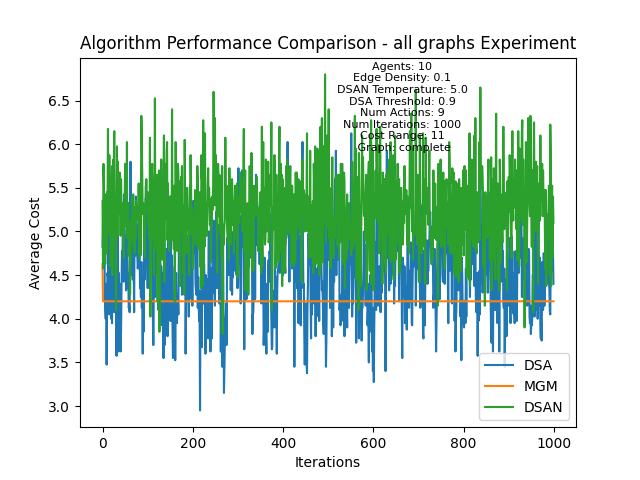 Algorithm Performance Comparison - all graphs Experiment
Agents: 10
Edge Density: 0.1
DSAN Temperature: 5.0
DSA Threshold: 0.9
Num Actions: 9
Num Iterations: 1000
Cost Range: 11
Graph: complete
Average Cost
6.5
6.0
5.5
5.0
4.5
4.0
3.5
3.0
DSA
MGM
DSAN
0
200
400
600
800
1000
Iterations